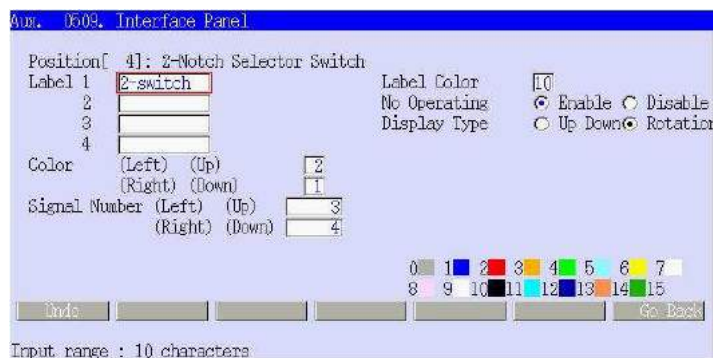 Aux. 0509. Interface Panel
Position[ 4]: 2-Notch Selector Switch
Label 1 2-switch Label Color 10
2 No Operating Enable Disable
3 Display Type Up Down Rotation
4
Color (Left) (Up) 2
(Right) (Down) 1
Signal Number (Left) (Up) 3
(Right) (Down) 4
0 1 2 3 4 5 6 7
8 9 10 11 12 13 14 15
Undo Go Back
Input range : 10 characters